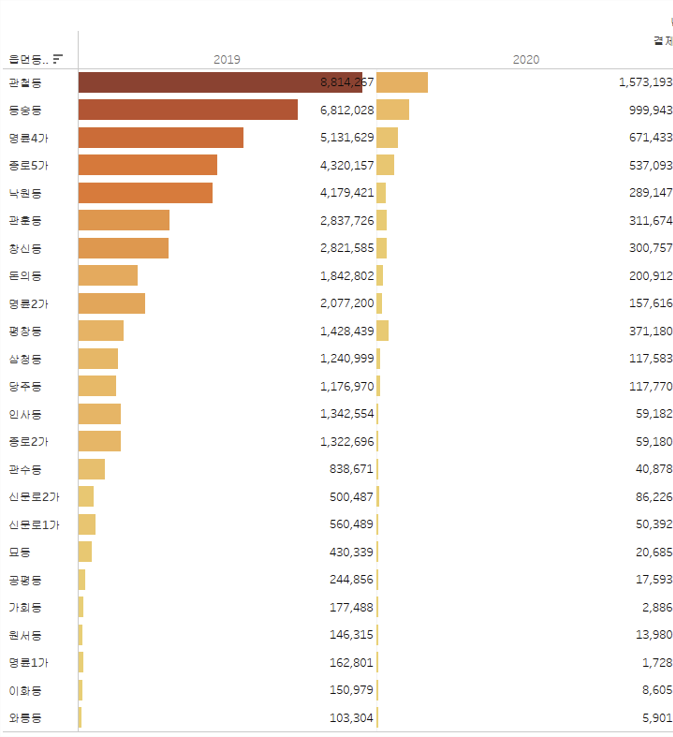 결제
읍면동.. 2019 2020
관철동 8,814,267 1,573,193
동숭동 6,812,028 999,943
명륜4가 5,131,629 671,433
종로5가 4,320,157 537,093
낙원동 4,179,421 289,147
관훈동 2,837,726 311,674
창신동 2,821,585 300,757
돈의동 1,842,802 200,912
명륜2가 2,077,200 157,616
평창동 1,428,439 371,180
삼청동 1,240,999 117,583
당주동 1,176,970 117,770
인사동 1,342,554 59,182
종로2가 1,322,696 59,180
관수동 838,671 40,878
신문로2가 500,487 86,226
신문로1가 560,489 50,392
묘동 430,339 20,685
공평동 244,856 17,593
가회동 177,488 2,886
원서동 146,315 13,980
명륜1가 162,801 1,728
이화동 150,979 8,605
와룡동 103,304 5,901